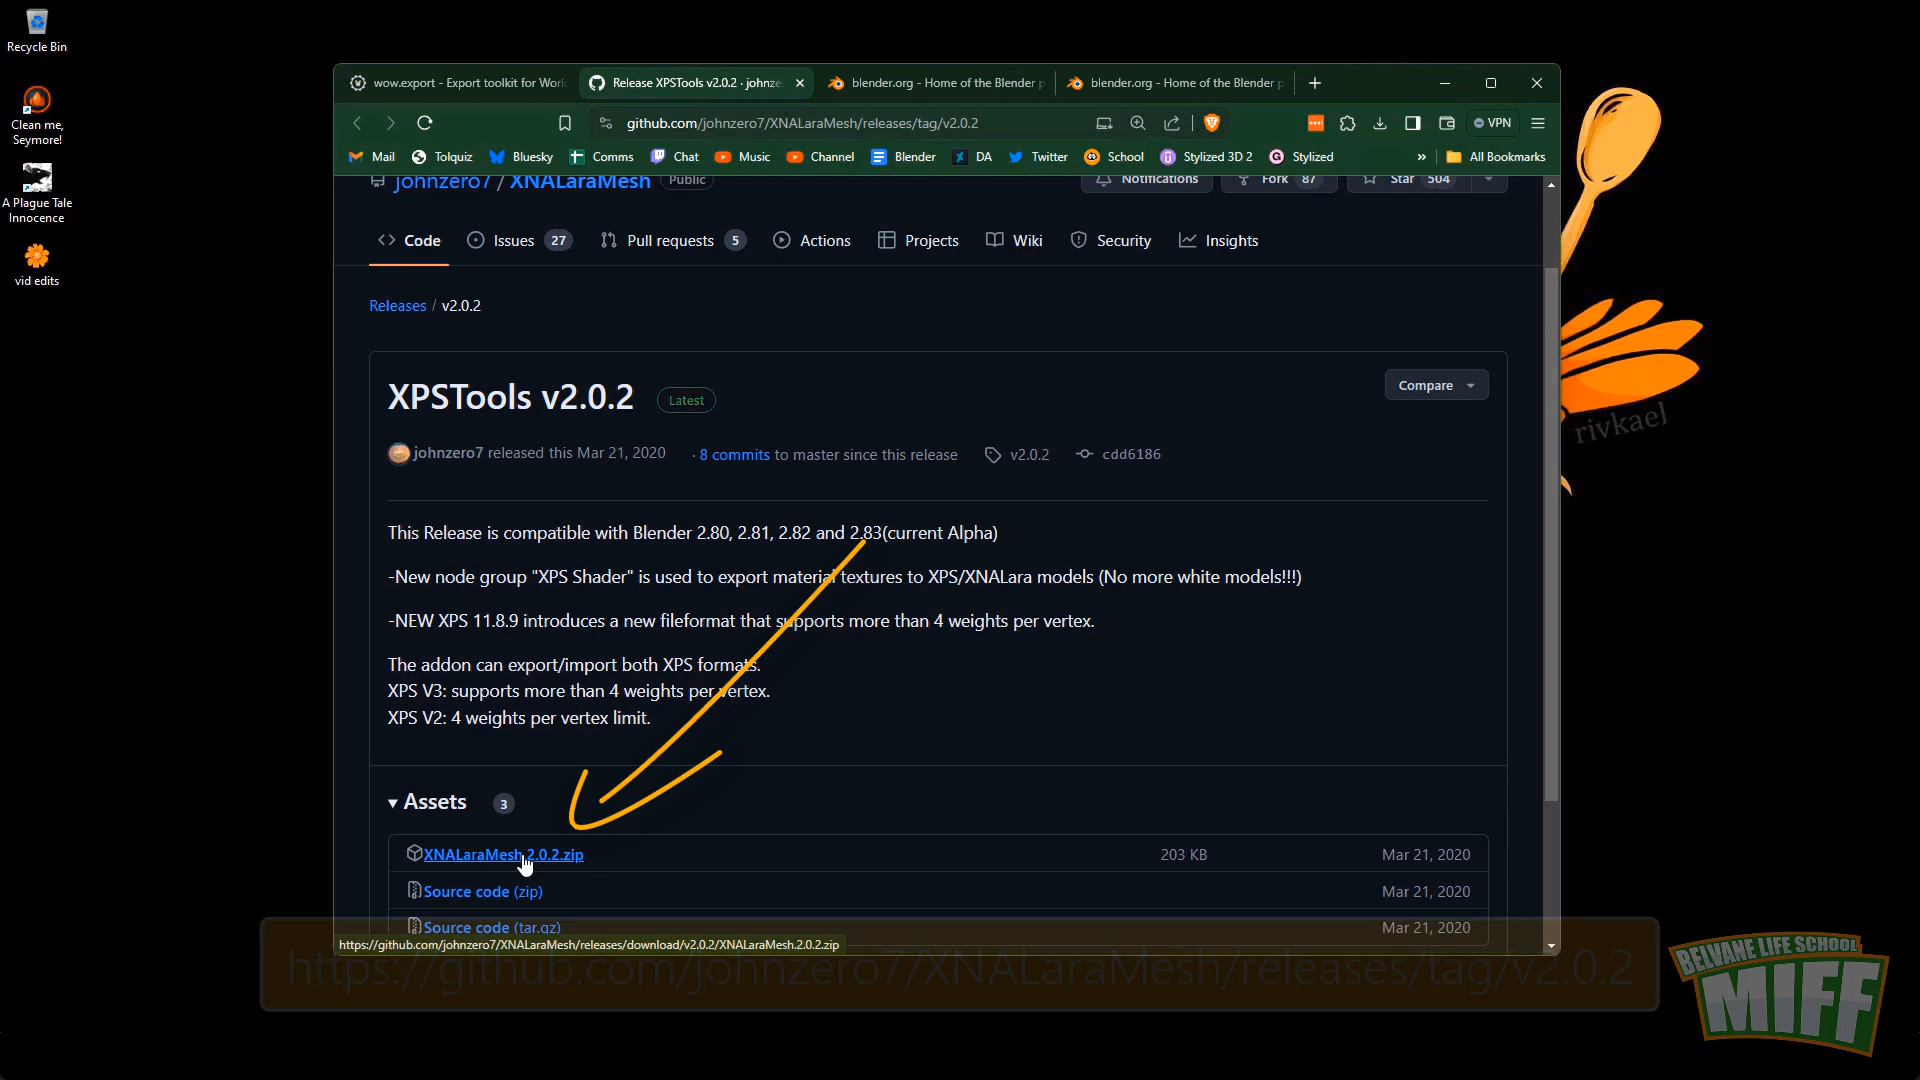 Recycle Bin
Clean me,
Seymore!
A Plague Tale
Innocence
vid edits
wow.export - Export toolkit for Worl
Release XPSTools v2.0.2 · johnze
blender.org - Home of the Blender p
blender.org - Home of the Blender p
github.com/johnzero7/XNALaraMesh/releases/tag/v2.0.2
VPN
Mail
Tolquiz
Bluesky
Comms
Chat
Music
Channel
Blender
DA
Twitter
School
Stylized 3D 2
Stylized
» All Bookmarks
johnzero7 / XNALaraMesh Public
Notifications
Fork 87
Star 504
Code
Issues 27
Pull requests 5
Actions
Projects
Wiki
Security
Insights
Releases / v2.0.2
XPSTools v2.0.2 Latest
Compare
johnzero7 released this Mar 21, 2020 · 8 commits to master since this release v2.0.2 cdd6186
This Release is compatible with Blender 2.80, 2.81, 2.82 and 2.83(current Alpha)
-New node group "XPS Shader" is used to export material textures to XPS/XNALara models (No more white models!!!)
-NEW XPS 11.8.9 introduces a new fileformat that supports more than 4 weights per vertex.
The addon can export/import both XPS formats.
XPS V3: supports more than 4 weights per vertex.
XPS V2: 4 weights per vertex limit.
Assets 3
XNALaraMesh.2.0.2.zip 203 KB Mar 21, 2020
Source code (zip) Mar 21, 2020
Source code (tar.gz) Mar 21, 2020
https://github.com/johnzero7/XNALaraMesh/releases/download/v2.0.2/XNALaraMesh.2.0.2.zip
https://github.com/johnzero7/XNALaraMesh/releases/tag/v2.0.2
rivkael
BELVANE LIFE SCHOOL
MIFF